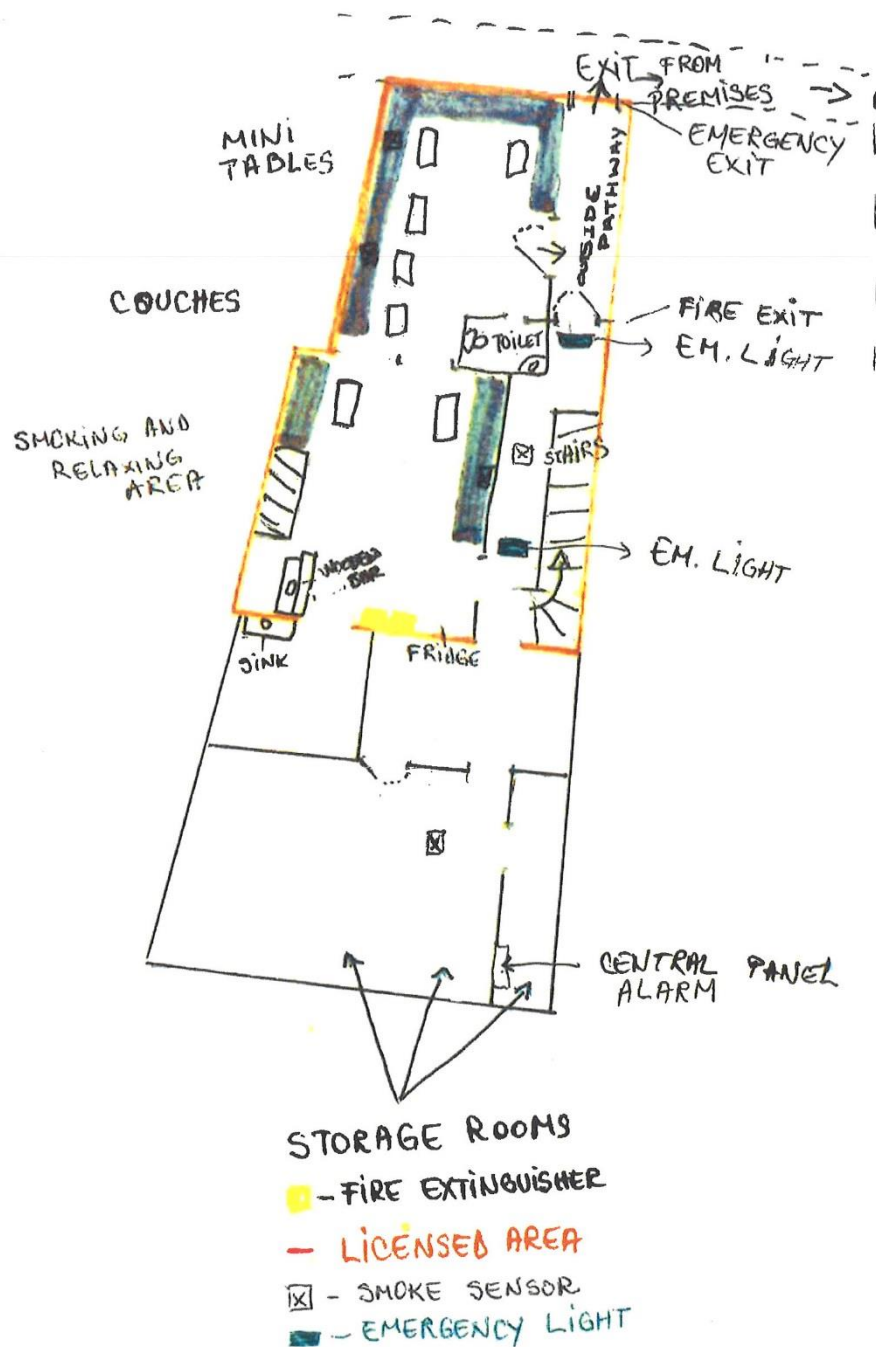 EXIT FROM
PREMISES
EMERGENCY
EXIT
MINI
TABLES
OUTSIDE
PATHWAY
COUCHES
FIRE EXIT
TOILET
EM. LIGHT
SMOKING AND
RELAXING
AREA
STAIRS
EM. LIGHT
WOODEN
BAR
SINK
FRIDGE
CENTRAL PANEL
ALARM
STORAGE ROOMS
- FIRE EXTINGUISHER
- LICENSED AREA
X - SMOKE SENSOR
- EMERGENCY LIGHT